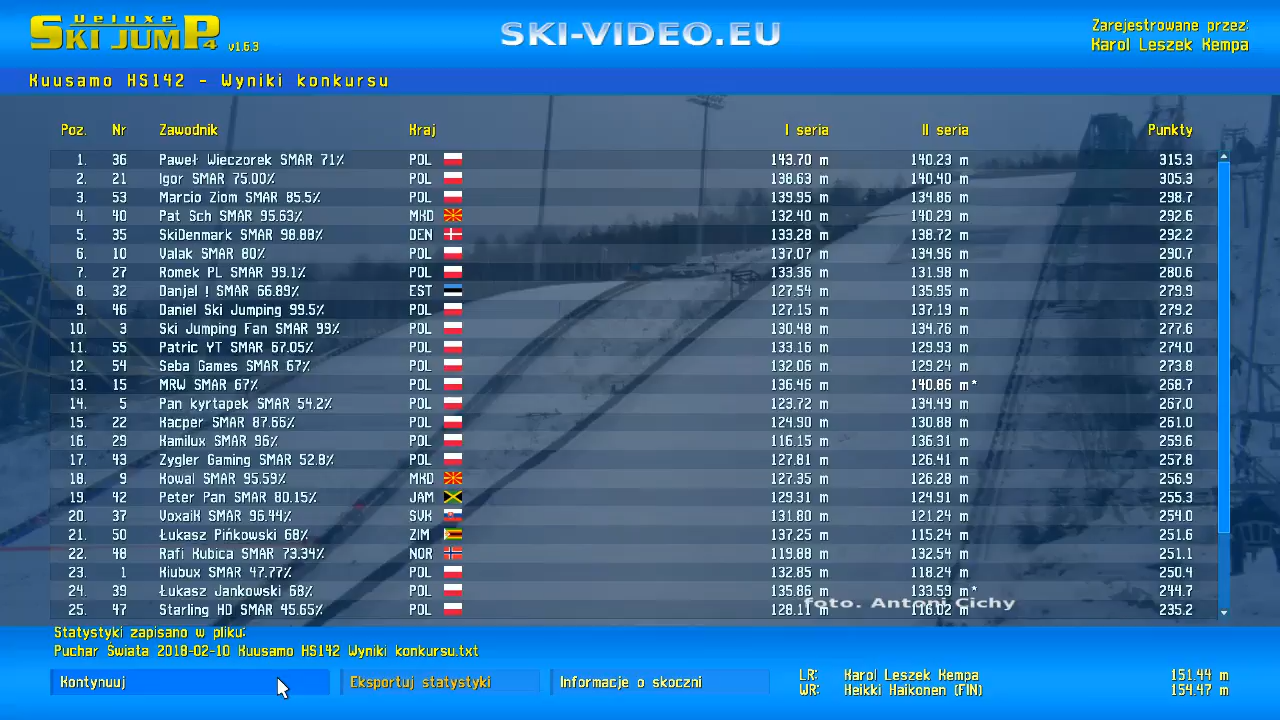 Deluxe
SKI JUMP 4 v1.6.3
SKI-VIDEO.EU
Zarejestrowane przez:
Karol Leszek Kempa
Kuusamo HS142 - Wyniki konkursu
Poz. Nr Zawodnik Kraj I seria II seria Punkty
1. 36 Paweł Wieczorek SMAR 71% POL 143.70 m 140.23 m 315.3
2. 21 Igor SMAR 75.00% POL 138.63 m 140.40 m 305.3
3. 53 Marcio Ziom SMAR 85.5% POL 139.95 m 134.86 m 298.7
4. 40 Pat Sch SMAR 95.63% MKD 132.40 m 140.29 m 292.6
5. 35 SkiDenmark SMAR 98.88% DEN 133.28 m 138.72 m 292.2
6. 10 Valak SMAR 80% POL 137.07 m 134.96 m 290.7
7. 27 Romek PL SMAR 99.1% POL 133.36 m 131.98 m 280.6
8. 32 Danjel ! SMAR 66.89% EST 127.54 m 135.95 m 279.9
9. 46 Daniel Ski Jumping 99.5% POL 127.15 m 137.19 m 279.2
10. 3 Ski Jumping Fan SMAR 99% POL 130.48 m 134.76 m 277.6
11. 55 Patric YT SMAR 67.05% POL 133.16 m 129.93 m 274.0
12. 54 Seba Games SMAR 67% POL 132.06 m 129.24 m 273.8
13. 15 MRW SMAR 67% POL 136.46 m 140.86 m* 268.7
14. 5 Pan kyrtapek SMAR 54.2% POL 123.72 m 134.49 m 267.0
15. 22 Kacper SMAR 87.66% POL 124.90 m 130.88 m 261.0
16. 29 Kamilux SMAR 96% POL 116.15 m 136.31 m 259.6
17. 43 Zygler Gaming SMAR 52.8% POL 127.81 m 126.41 m 257.8
18. 9 Kowal SMAR 95.59% MKD 127.35 m 126.28 m 256.9
19. 42 Peter Pan SMAR 80.15% JAM 129.31 m 124.91 m 255.3
20. 37 VoxaiK SMAR 96.44% SVK 131.80 m 121.24 m 254.0
21. 50 Łukasz Pińkowski 68% ZIM 137.25 m 115.24 m 251.6
22. 48 Rafi Kubica SMAR 73.34% NOR 119.88 m 132.54 m 251.1
23. 1 Kiubux SMAR 47.77% POL 132.85 m 118.24 m 250.4
24. 39 Łukasz Jankowski 68% POL 135.86 m 133.59 m* 244.7
25. 47 Starling HD SMAR 45.65% POL 128.11 m 116.02 m 235.2
foto. Antoni Cichy
Statystyki zapisano w pliku:
Puchar Swiata 2018-02-10 Kuusamo HS142 Wyniki konkursu.txt
Kontynuuj Eksportuj statystyki Informacje o skoczni
LR: Karol Leszek Kempa 151.44 m
WR: Heikki Haikonen (FIN) 154.47 m